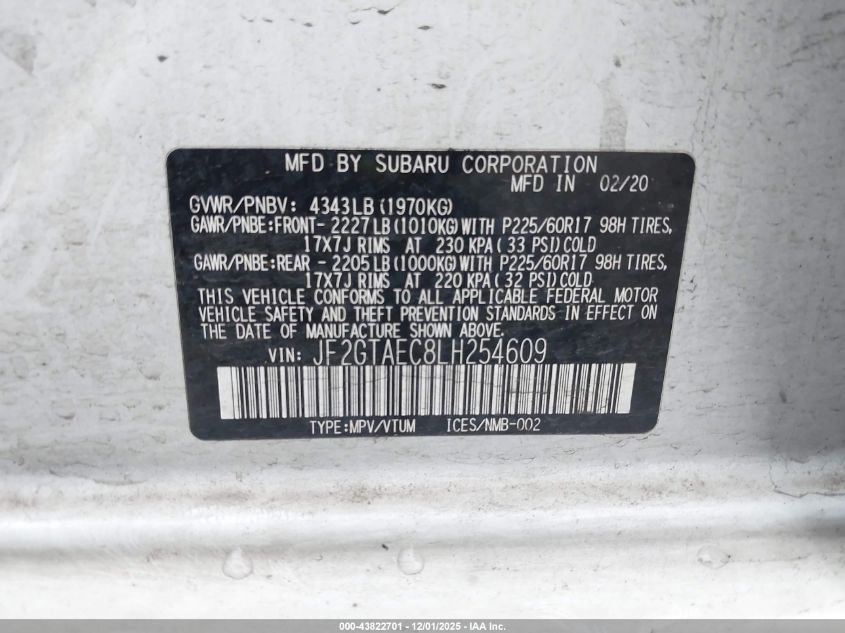 MFD BY SUBARU CORPORATION
MFD IN 02/20
GVWR/PNBV: 4343LB (1970KG)
GAWR/PNBE:FRONT- 2227LB (1010KG) WITH P225/60R17 98H TIRES,
17X7J RIMS AT 230 KPA (33 PSI) COLD
GAWR/PNBE:REAR - 2205LB (1000KG) WITH P225/60R17 98H TIRES,
17X7J RIMS AT 220 KPA (32 PSI) COLD
THIS VEHICLE CONFORMS TO ALL APPLICABLE FEDERAL MOTOR
VEHICLE SAFETY AND THEFT PREVENTION STANDARDS IN EFFECT ON
THE DATE OF MANUFACTURE SHOWN ABOVE.
VIN: JF2GTAEC8LH254609
TYPE:MPV/VTUM ICES/NMB-002
000-43822701 - 12/01/2025 - IAA Inc.